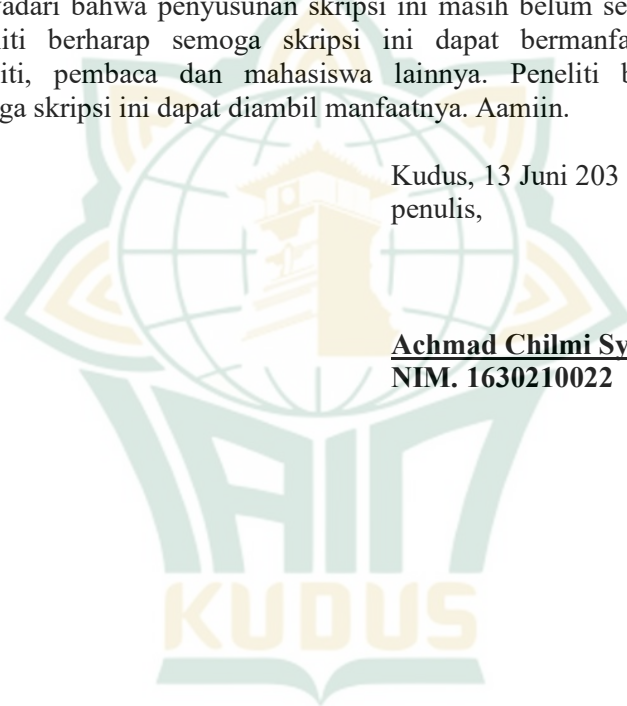 yadari bahwa penyusunan skripsi ini masih belum se
liti berharap semoga skripsi ini dapat bermanfa
iti, pembaca dan mahasiswa lainnya. Peneliti b
ga skripsi ini dapat diambil manfaatnya. Aamiin.
Kudus, 13 Juni 203
penulis,
Achmad Chilmi Sy
NIM. 1630210022
IAIN
KUDUS